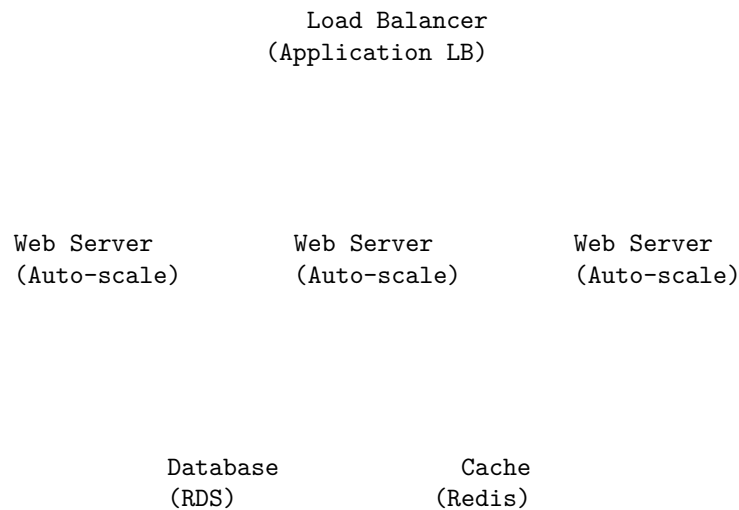 Load Balancer
(Application LB)
Web Server Web Server Web Server
(Auto-scale) (Auto-scale) (Auto-scale)
Database Cache
(RDS) (Redis)